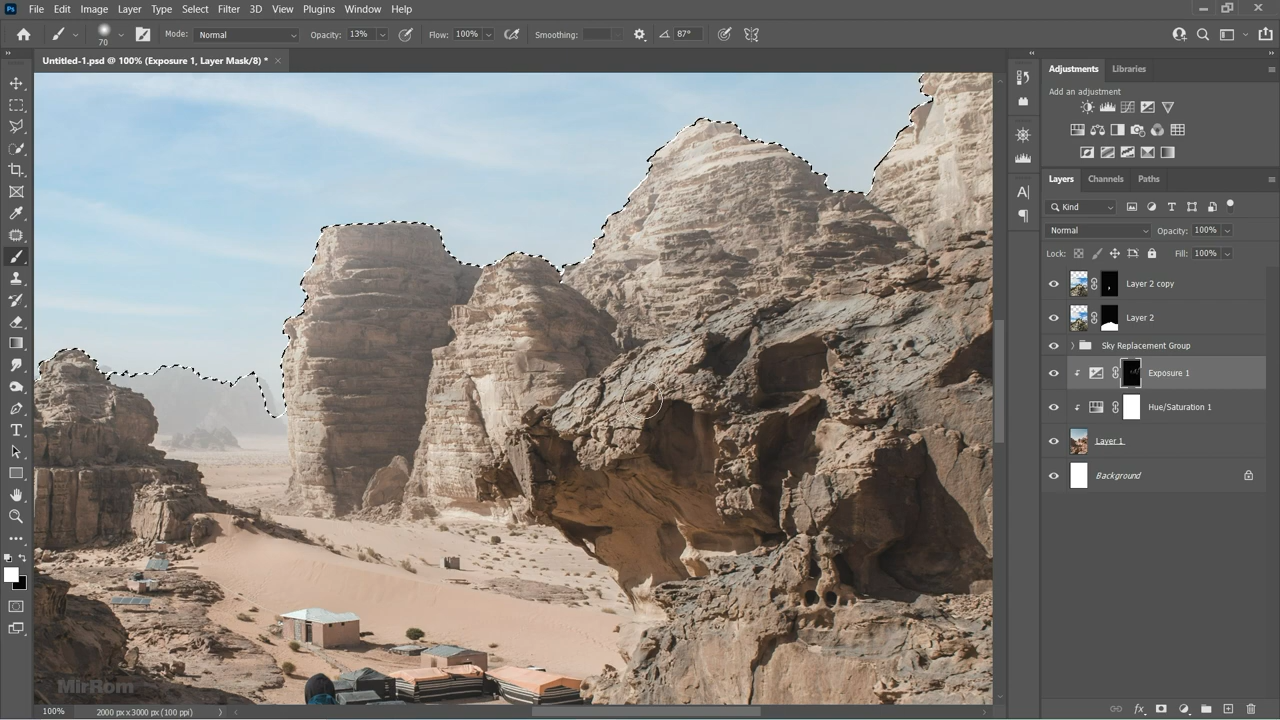 Ps File Edit Image Layer Type Select Filter 3D View Plugins Window Help
70 Mode: Normal Opacity: 13% Flow: 100% Smoothing: 87°
Untitled-1.psd @ 100% (Exposure 1, Layer Mask/8) *
Adjustments Libraries
Add an adjustment
Layers Channels Paths
Kind
Normal Opacity: 100%
Lock: Fill: 100%
Layer 2 copy
Layer 2
Sky Replacement Group
Exposure 1
Hue/Saturation 1
Layer 1
Background
MirRom
100% 2000 px x 3000 px (100 ppi)